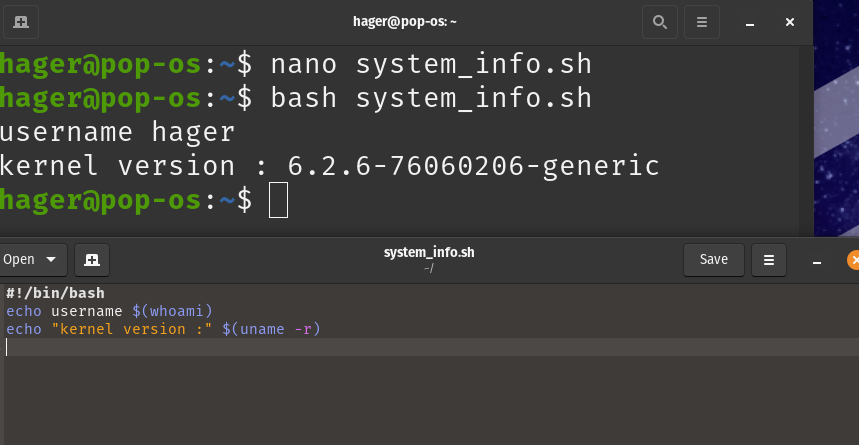 hager@pop-os: ~
hager@pop-os:~$ nano system_info.sh
hager@pop-os:~$ bash system_info.sh
username hager
kernel version : 6.2.6-76060206-generic
hager@pop-os:~$
Open
system_info.sh
~/
Save
#!/bin/bash
echo username $(whoami)
echo "kernel version :" $(uname -r)